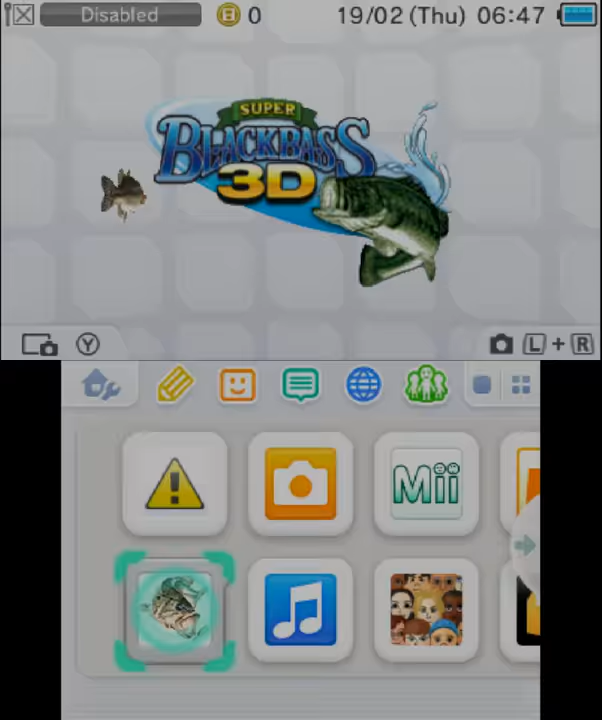 Disabled
0
19/02 (Thu) 06:47
SUPER
BLACKBASS
3D
Y
L + R
Mii